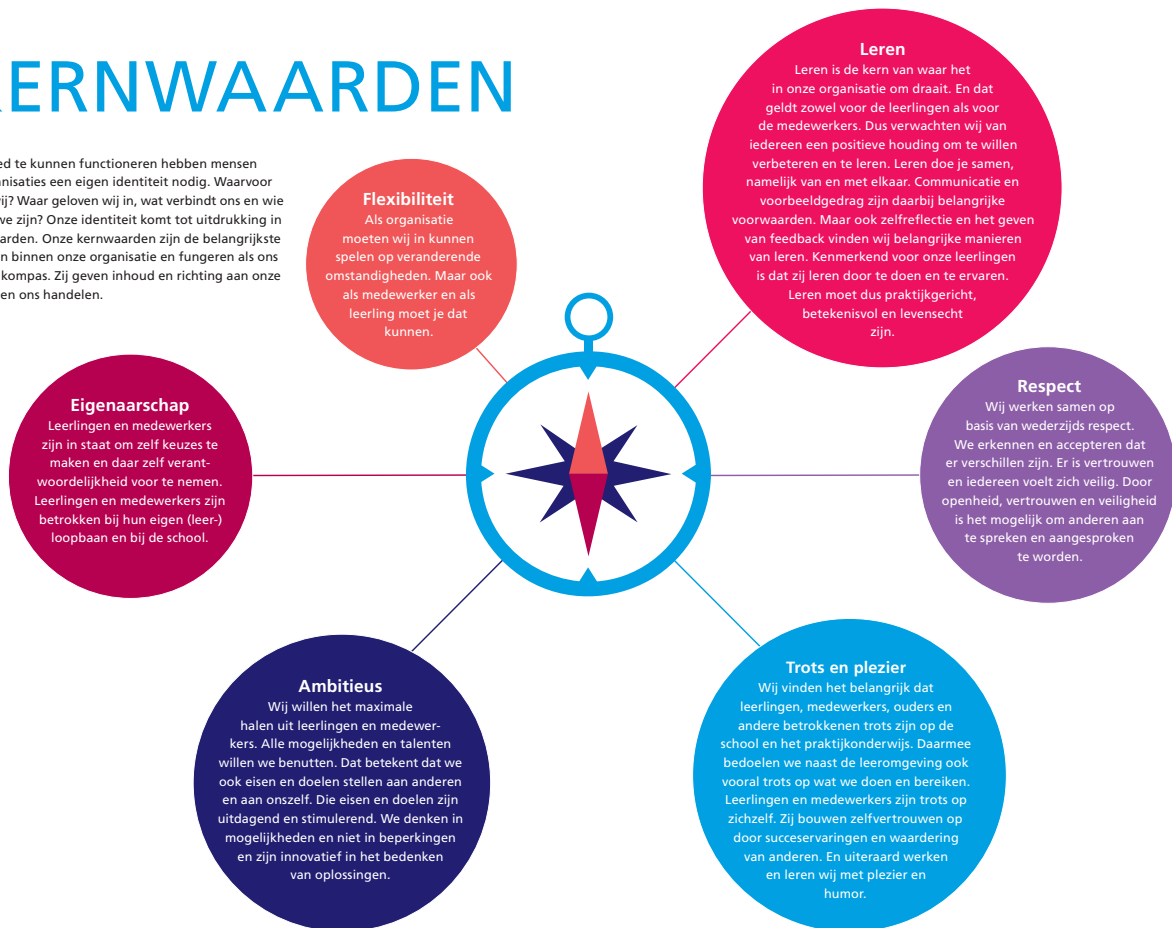 KERNWAARDEN
ed te kunnen functioneren hebben mensen
nisaties een eigen identiteit nodig. Waarvoor
wij? Waar geloven wij in, wat verbindt ons en wie
we zijn? Onze identiteit komt tot uitdrukking in
arden. Onze kernwaarden zijn de belangrijkste
n binnen onze organisatie en fungeren als ons
kompas. Zij geven inhoud en richting aan onze
en ons handelen.
Flexibiliteit
Als organisatie
moeten wij in kunnen
spelen op veranderende
omstandigheden. Maar ook
als medewerker en als
leerling moet je dat
kunnen.
Leren
Leren is de kern van waar het
in onze organisatie om draait. En dat
geldt zowel voor de leerlingen als voor
de medewerkers. Dus verwachten wij van
iedereen een positieve houding om te willen
verbeteren en te leren. Leren doe je samen,
namelijk van en met elkaar. Communicatie en
voorbeeldgedrag zijn daarbij belangrijke
voorwaarden. Maar ook zelfreflectie en het geven
van feedback vinden wij belangrijke manieren
van leren. Kenmerkend voor onze leerlingen
is dat zij leren door te doen en te ervaren.
Leren moet dus praktijkgericht,
betekenisvol en levensecht
zijn.
Eigenaarschap
Leerlingen en medewerkers
zijn in staat om zelf keuzes te
maken en daar zelf verant-
woordelijkheid voor te nemen.
Leerlingen en medewerkers zijn
betrokken bij hun eigen (leer-)
loopbaan en bij de school.
Respect
Wij werken samen op
basis van wederzijds respect.
We erkennen en accepteren dat
er verschillen zijn. Er is vertrouwen
en iedereen voelt zich veilig. Door
openheid, vertrouwen en veiligheid
is het mogelijk om anderen aan
te spreken en aangesproken
te worden.
Ambitieus
Wij willen het maximale
halen uit leerlingen en medewer-
kers. Alle mogelijkheden en talenten
willen we benutten. Dat betekent dat we
ook eisen en doelen stellen aan anderen
en aan onszelf. Die eisen en doelen zijn
uitdagend en stimulerend. We denken in
mogelijkheden en niet in beperkingen
en zijn innovatief in het bedenken
van oplossingen.
Trots en plezier
Wij vinden het belangrijk dat
leerlingen, medewerkers, ouders en
andere betrokkenen trots zijn op de
school en het praktijkonderwijs. Daarmee
bedoelen we naast de leeromgeving ook
vooral trots op wat we doen en bereiken.
Leerlingen en medewerkers zijn trots op
zichzelf. Zij bouwen zelfvertrouwen op
door succeservaringen en waardering
van anderen. En uiteraard werken
en leren wij met plezier en
humor.